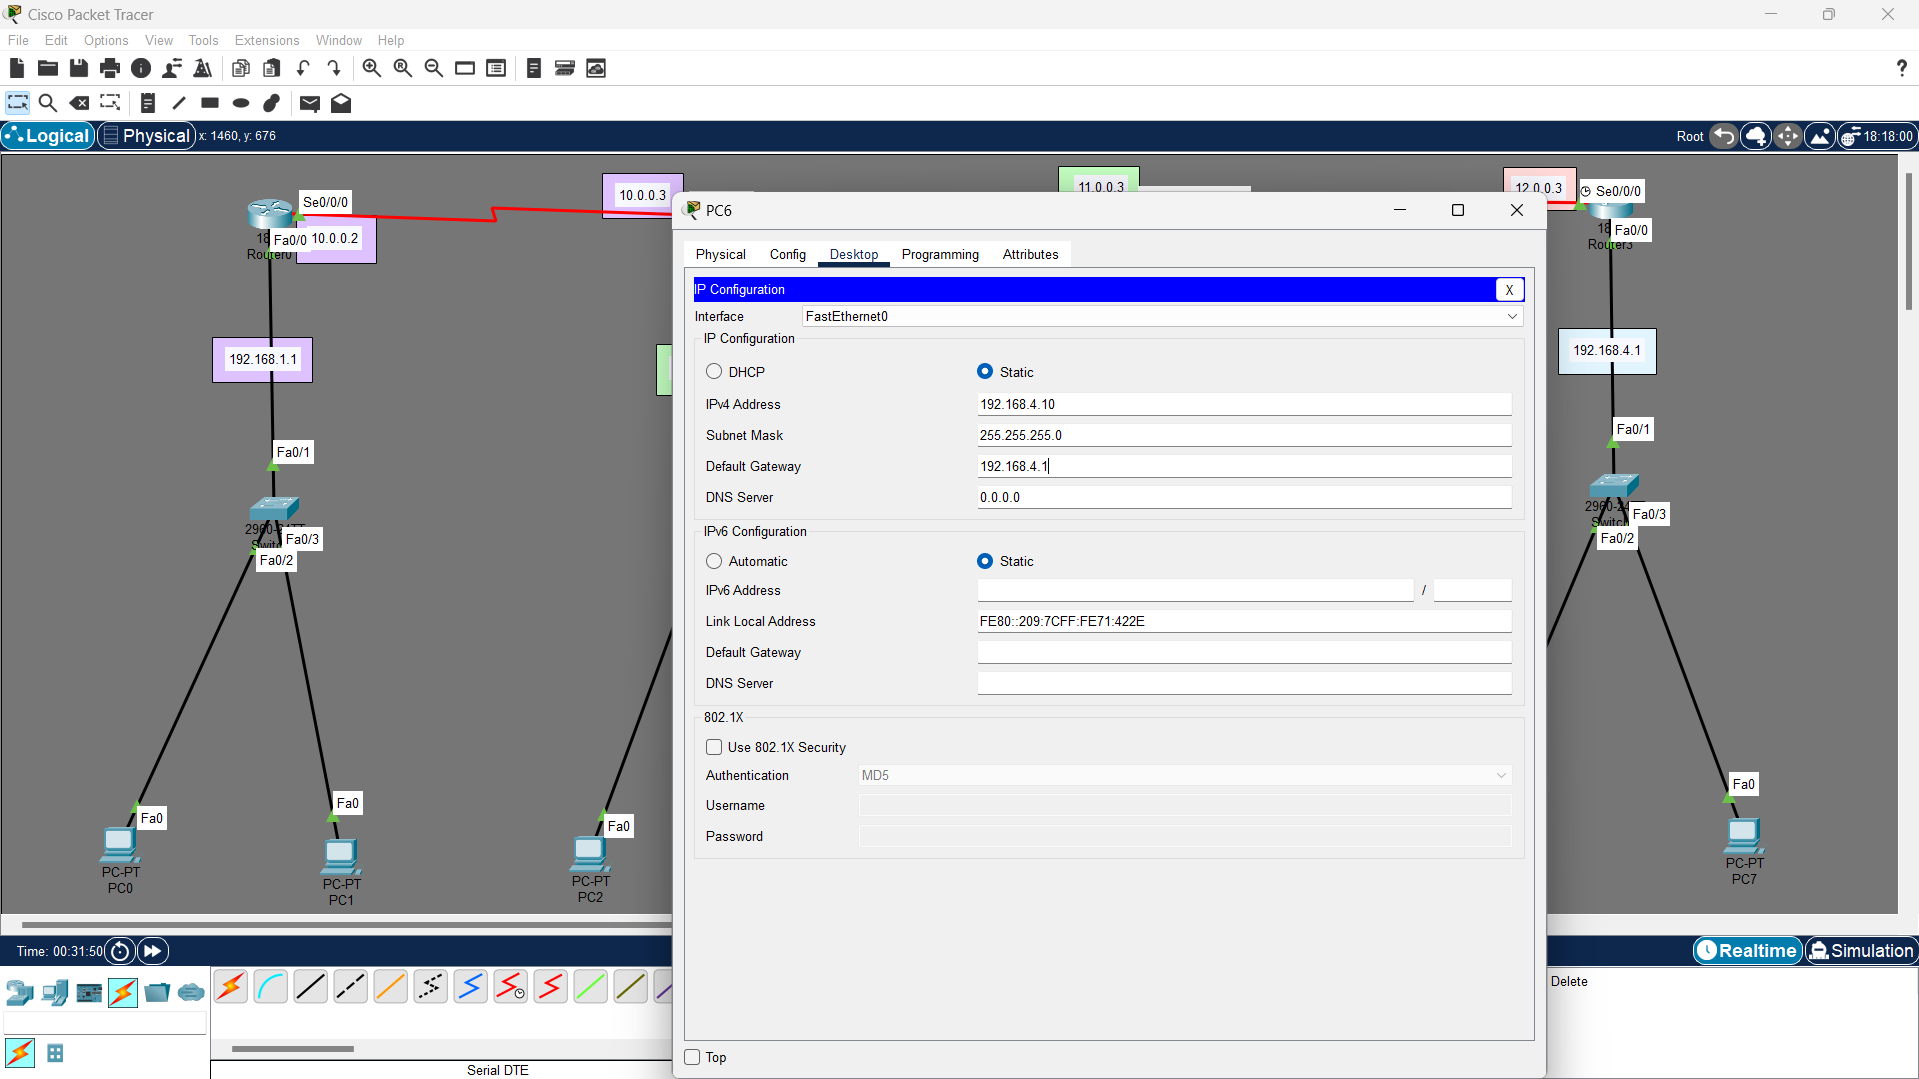 Cisco Packet Tracer
File Edit Options View Tools Extensions Window Help
Logical Physical x: 1460, y: 676
Root 18:18:00
Se0/0/0
10.0.0.3
11.0.0.3
12.0.0.3
Se0/0/0
18
Fa0/0
10.0.0.2
Router0
18
Fa0/0
Router3
192.168.1.1
192.168.4.1
Fa0/1
Fa0/1
2960-24TT
Fa0/3
Fa0/2
Fa0/3
Fa0/2
Fa0
Fa0
Fa0
Fa0
PC-PT
PC0
PC-PT
PC1
PC-PT
PC2
PC-PT
PC7
PC6
Physical Config Desktop Programming Attributes
IP Configuration
X
Interface FastEthernet0
IP Configuration
DHCP Static
IPv4 Address 192.168.4.10
Subnet Mask 255.255.255.0
Default Gateway 192.168.4.1
DNS Server 0.0.0.0
IPv6 Configuration
Automatic Static
IPv6 Address /
Link Local Address FE80::209:7CFF:FE71:422E
Default Gateway
DNS Server
802.1X
Use 802.1X Security
Authentication MD5
Username
Password
Top
Time: 00:31:50
Realtime Simulation
Delete
Serial DTE